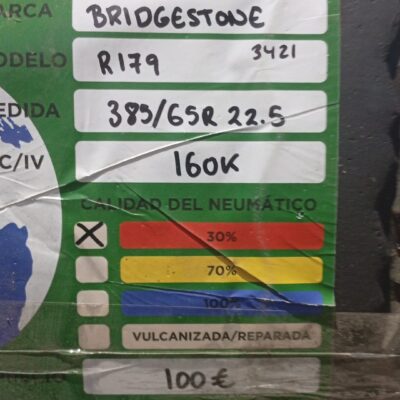 ARCA BRIDGESTONE
ODELO R179 3421
EDIDA 385/65R 22.5
C/IV 160K
CALIDAD DEL NEUMÁTICO
X 30%
70%
100%
VULCANIZADA/REPARADA
100€